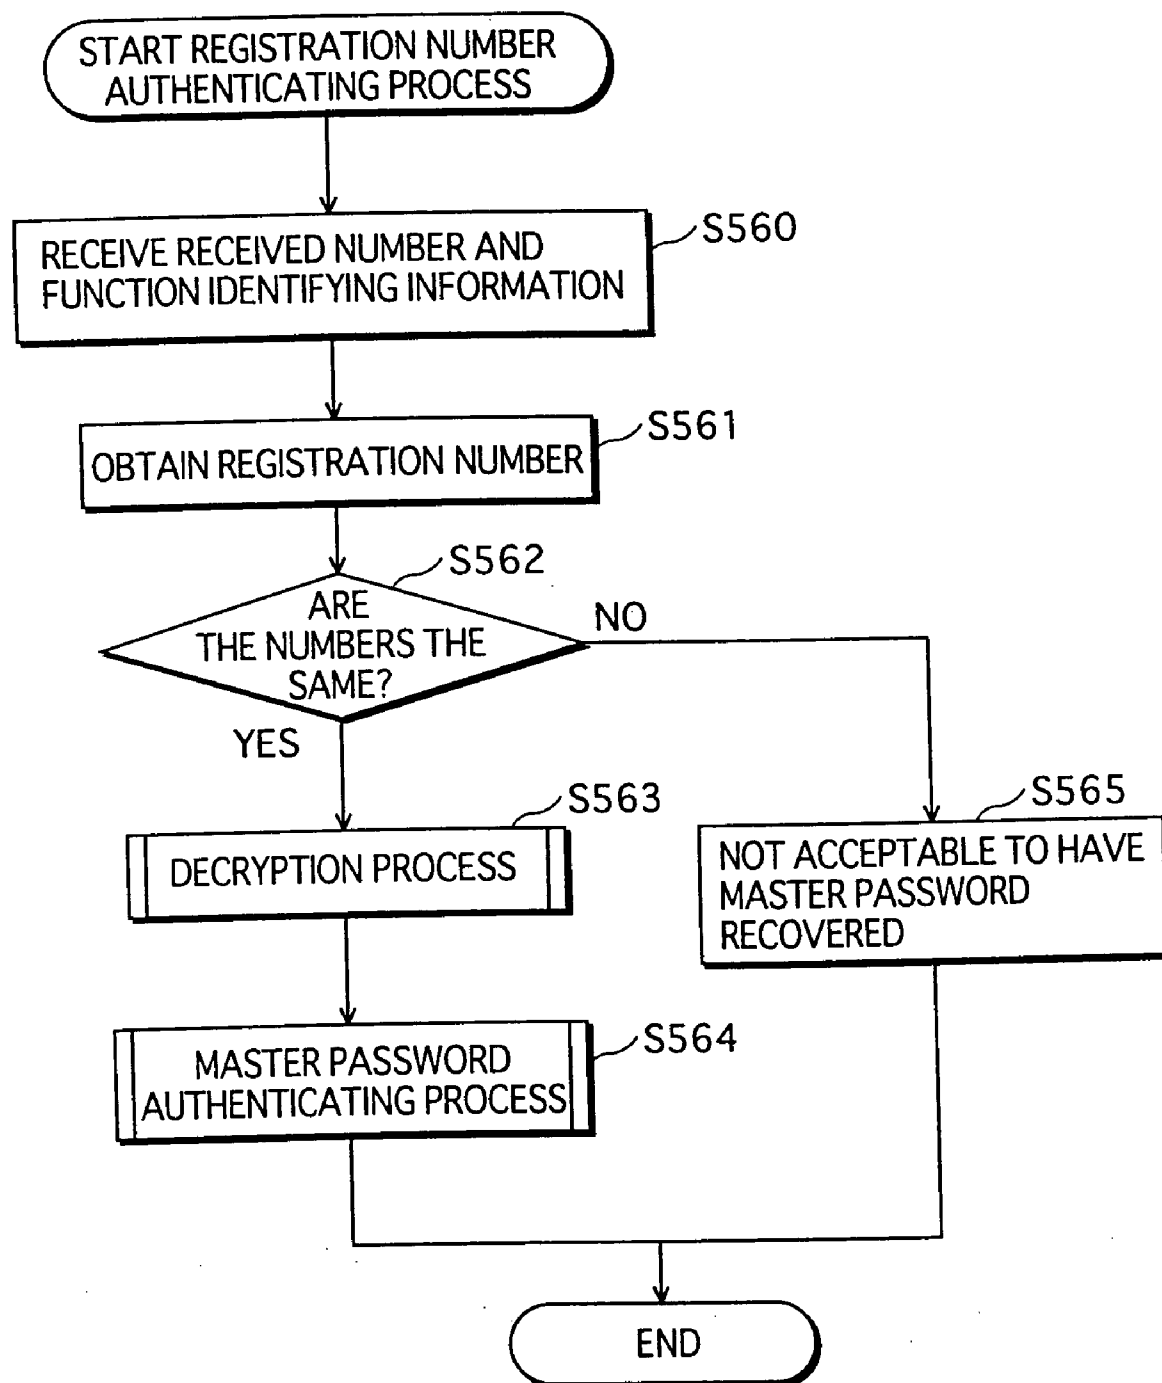 START REGISTRATION NUMBER
AUTHENTICATING PROCESS
RECEIVE RECEIVED NUMBER AND
FUNCTION IDENTIFYING INFORMATION
S560
OBTAIN REGISTRATION NUMBER
S561
S562
ARE
THE NUMBERS THE
SAME?
NO
YES
S563
DECRYPTION PROCESS
S565
NOT ACCEPTABLE TO HAVE
MASTER PASSWORD
RECOVERED
S564
MASTER PASSWORD
AUTHENTICATING PROCESS
END